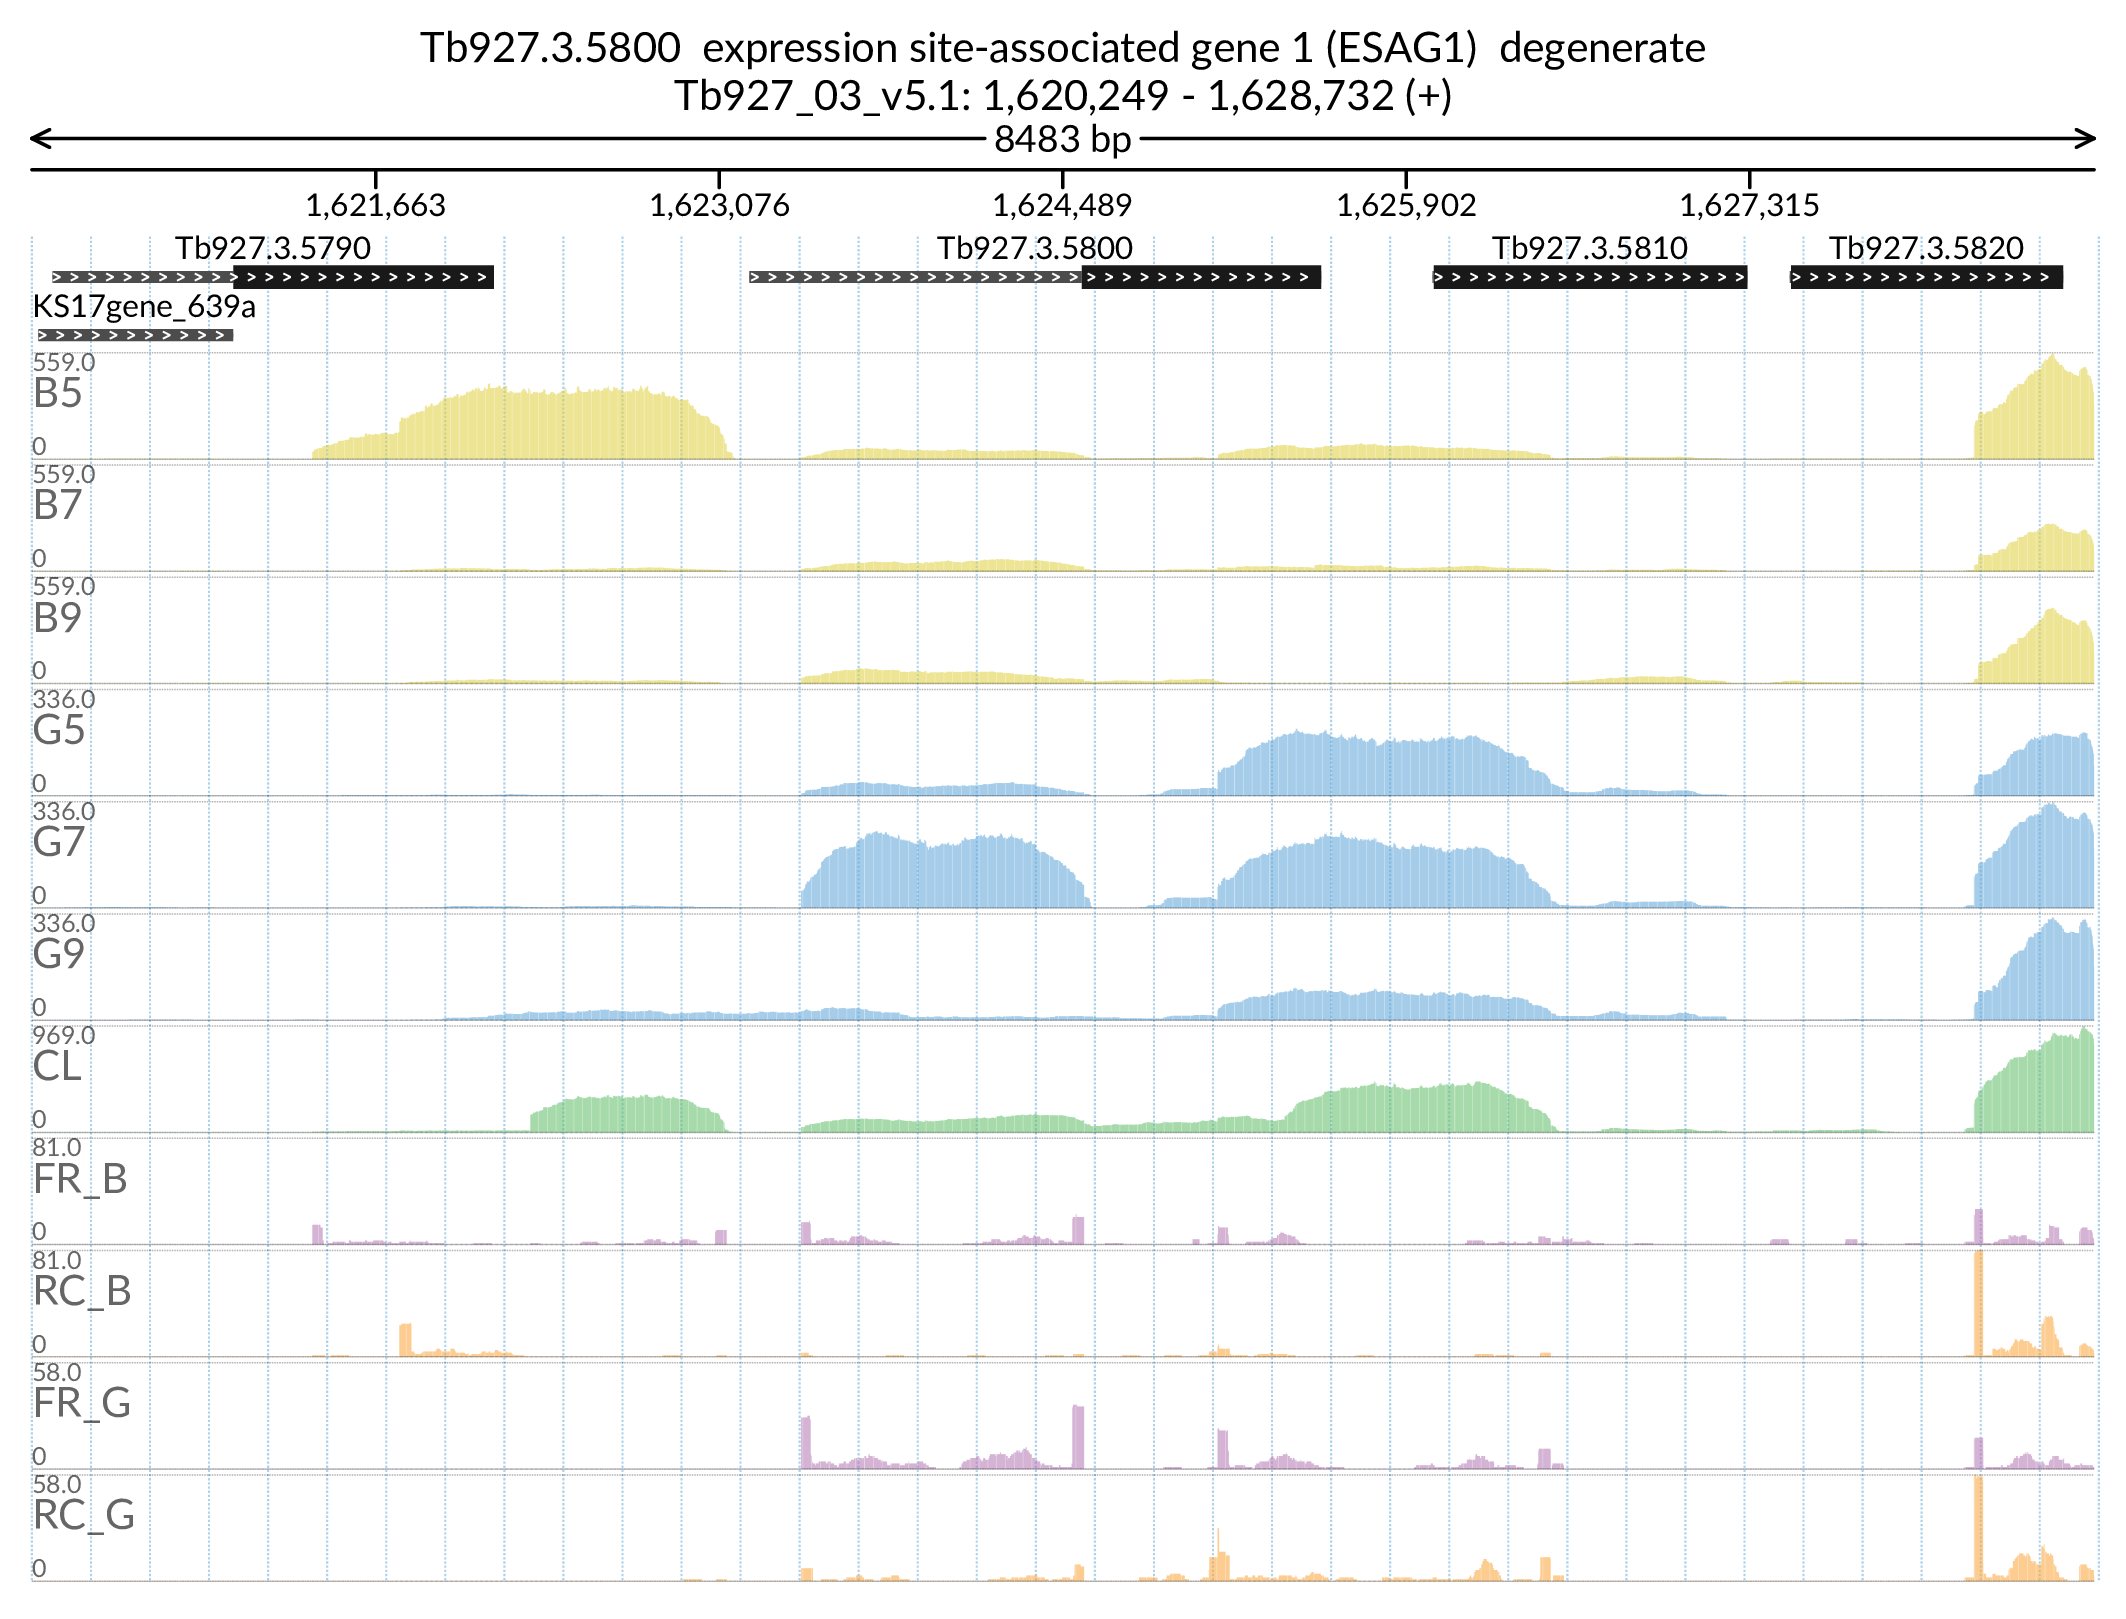 Tb927.3.5800 expression site-associated gene 1 (ESAG1) degenerate
Tb927_03_v5.1: 1,620,249 - 1,628,732 (+)
8483 bp
1,621,663 1,623,076 1,624,489 1,625,902 1,627,315
Tb927.3.5790 Tb927.3.5800 Tb927.3.5810 Tb927.3.5820
KS17gene_639a
559.0
B5
0
559.0
B7
0
559.0
B9
0
336.0
G5
0
336.0
G7
0
336.0
G9
0
969.0
CL
0
81.0
FR_B
0
81.0
RC_B
0
58.0
FR_G
0
58.0
RC_G
0